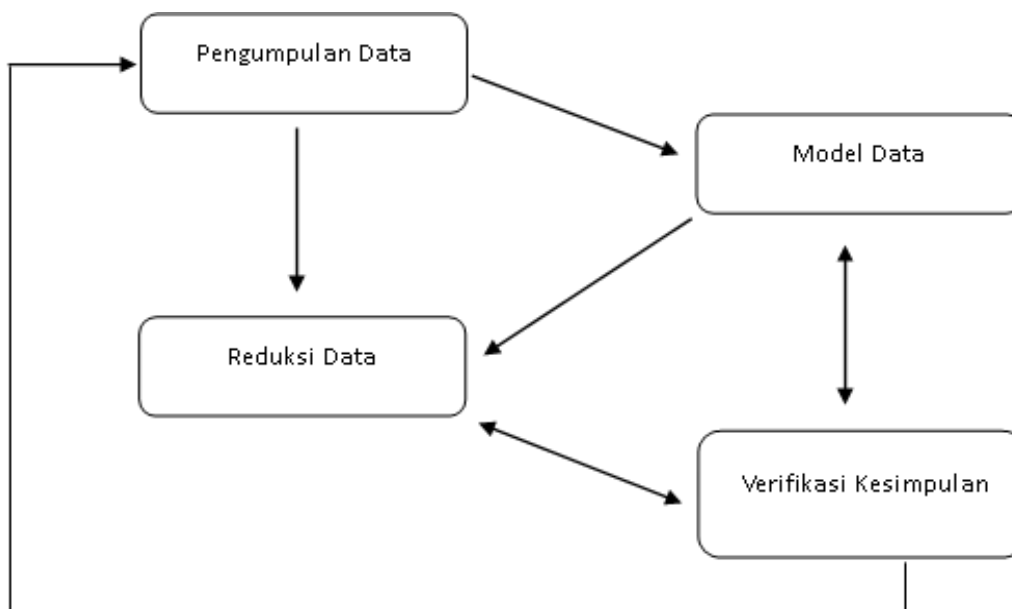 Pengumpulan Data
Model Data
Reduksi Data
Verifikasi Kesimpulan